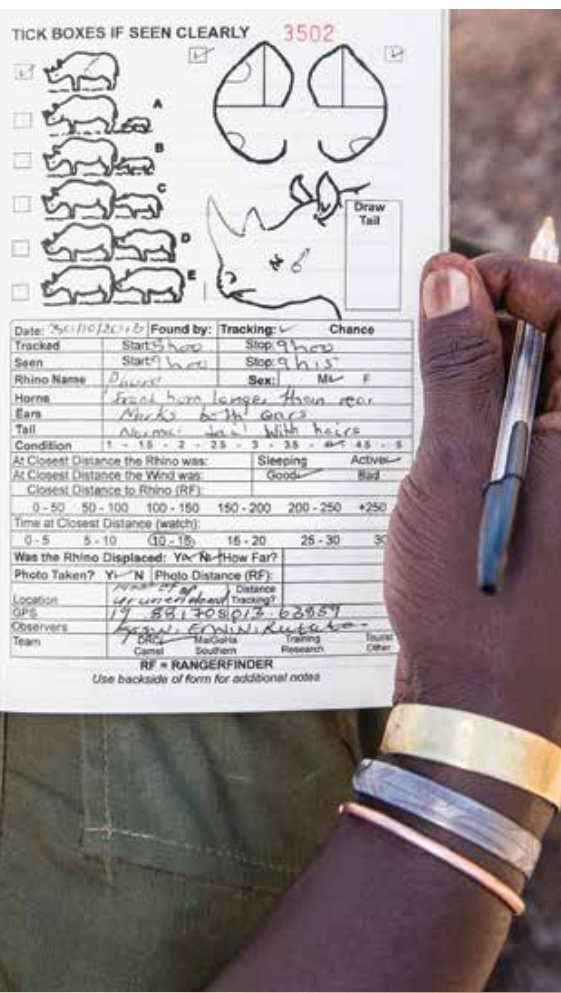 TICK BOXES IF SEEN CLEARLY 3502
A
B
C
D
E
Draw
Tail
Date: 30/10/ Found by: Tracking: Chance
Tracked Start: Stop: 9hoo
Seen Start: 9hoo Stop: 9h15
Rhino Name Sex: M F
Horns Front horn longer than rear
Ears Marks both ears
Tail Normal tail with hairs
Condition 1 - 1.5 - 2 - 2.5 - 3 - 3.5 - 4 - 4.5 - 5
At Closest Distance the Rhino was: Sleeping Active
At Closest Distance the Wind was: Good Bad
Closest Distance to Rhino (RF):
0 - 50 50 - 100 100 - 150 150 - 200 200 - 250 +250
Time at Closest Distance (watch):
0 - 5 5 - 10 (10 - 15) 15 - 20 25 - 30 30
Was the Rhino Displaced: Y N How Far?
Photo Taken? Y N Photo Distance (RF):
Location Distance
Tracking?
GPS
Observers
Team Training Tourist
Camel Southern Research Other
RF = RANGERFINDER
Use backside of form for additional notes